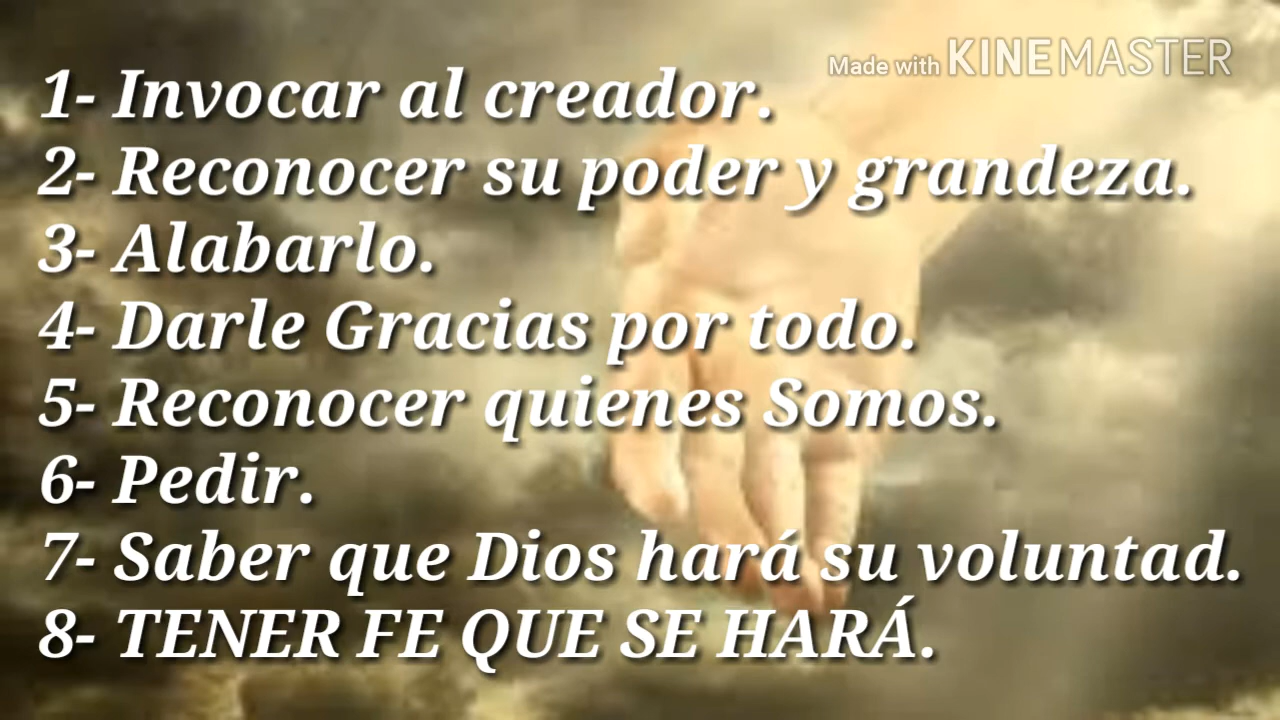 Made with KINEMASTER
1- Invocar al creador.
2- Reconocer su poder y grandeza.
3- Alabarlo.
4- Darle Gracias por todo.
5- Reconocer quienes Somos.
6- Pedir.
7- Saber que Dios hará su voluntad.
8- TENER FE QUE SE HARÁ.